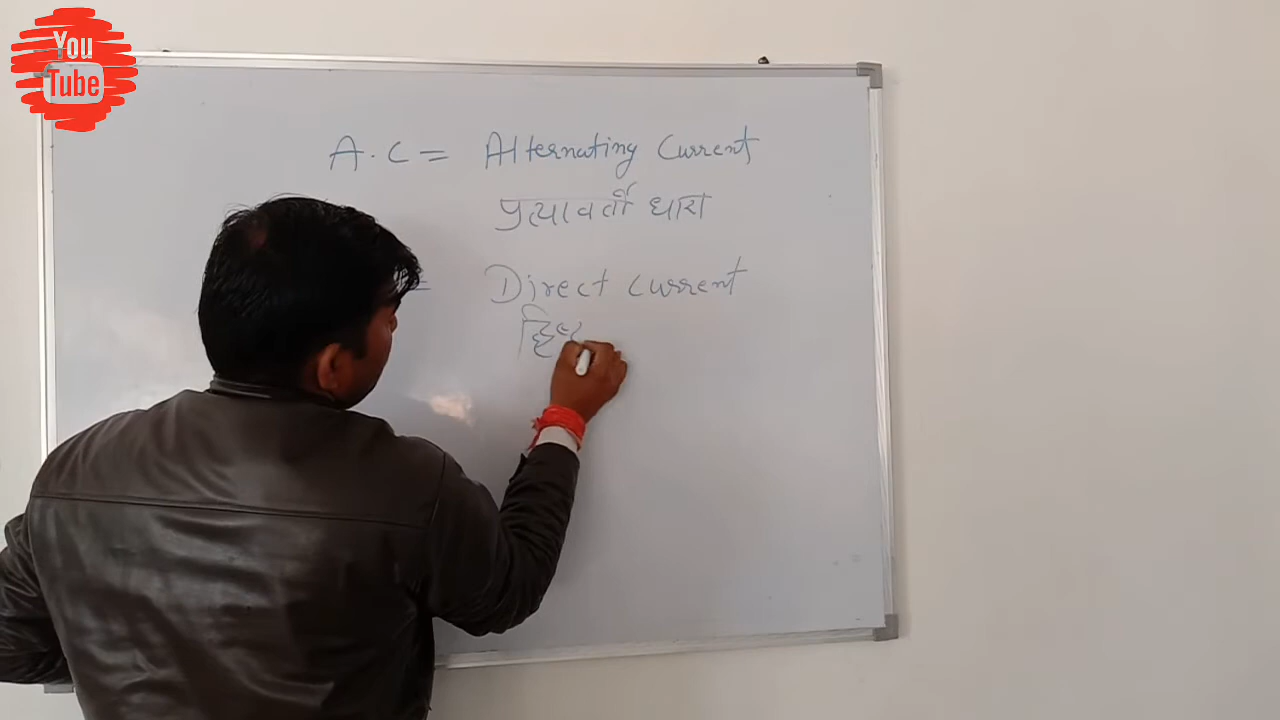 You
Tube
A.C = Alternating Current
प्रत्यावर्ती धारा
= Direct current